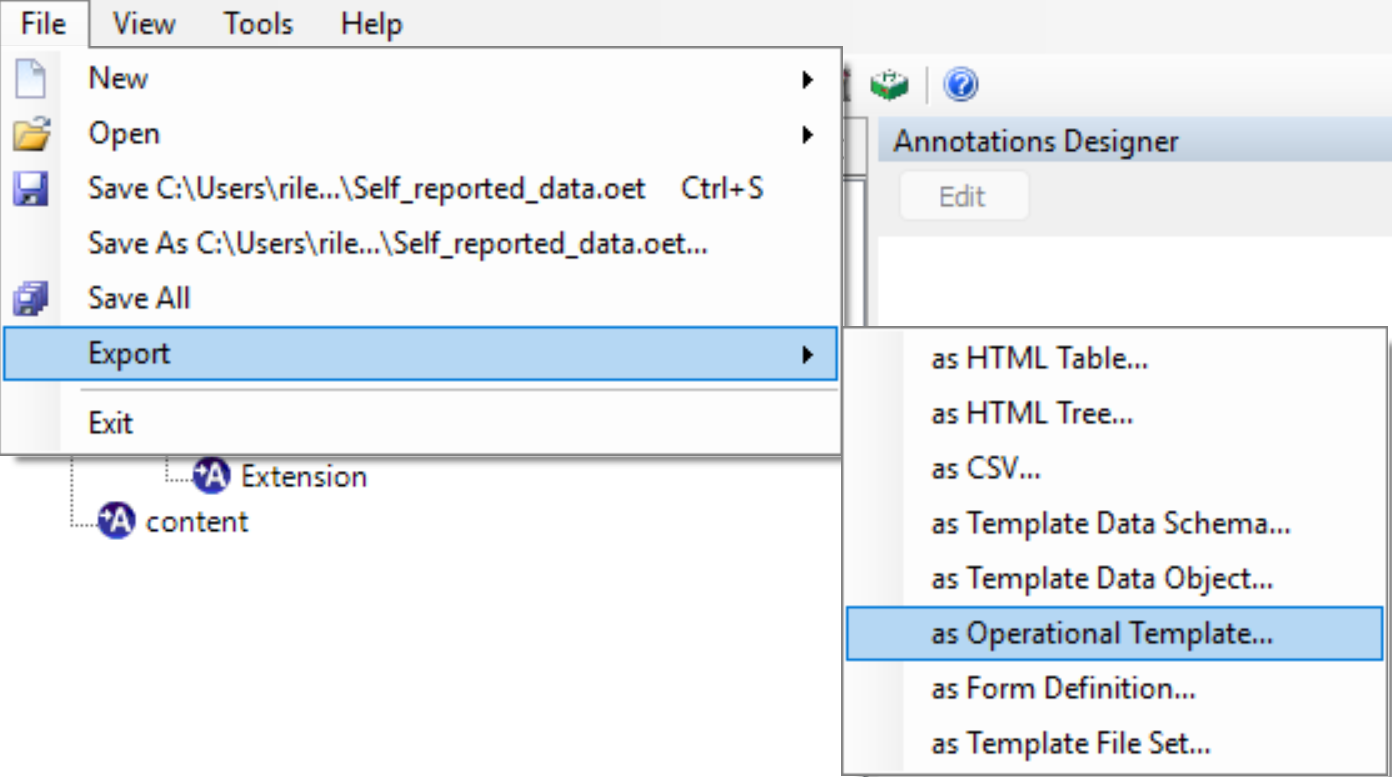 File View Tools Help
New
Open
Save C:\Users\rile...\Self_reported_data.oet Ctrl+S
Save As C:\Users\rile...\Self_reported_data.oet...
Save All
Export
Exit
Extension
content
Annotations Designer
Edit
as HTML Table...
as HTML Tree...
as CSV...
as Template Data Schema...
as Template Data Object...
as Operational Template...
as Form Definition...
as Template File Set...